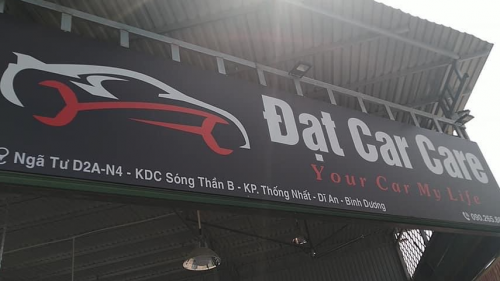 Đạt Car Care
Your Car My Life
Ngã Tư D2A-N4 - KDC Sóng Thần B - KP. Thống Nhất - Dĩ An - Bình Dương